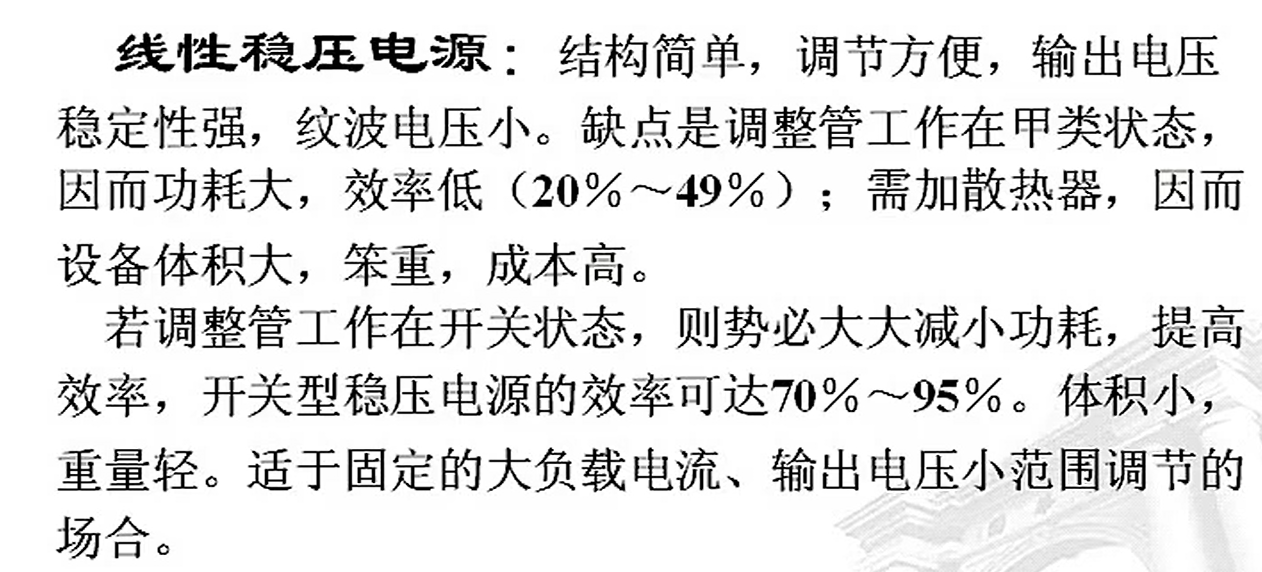 线性稳压电源：结构简单，调节方便，输出电压
稳定性强，纹波电压小。缺点是调整管工作在甲类状态，
因而功耗大，效率低（20%～49%）；需加散热器，因而
设备体积大，笨重，成本高。
若调整管工作在开关状态，则势必大大减小功耗，提高
效率，开关型稳压电源的效率可达70%～95%。体积小，
重量轻。适于固定的大负载电流、输出电压小范围调节的
场合。